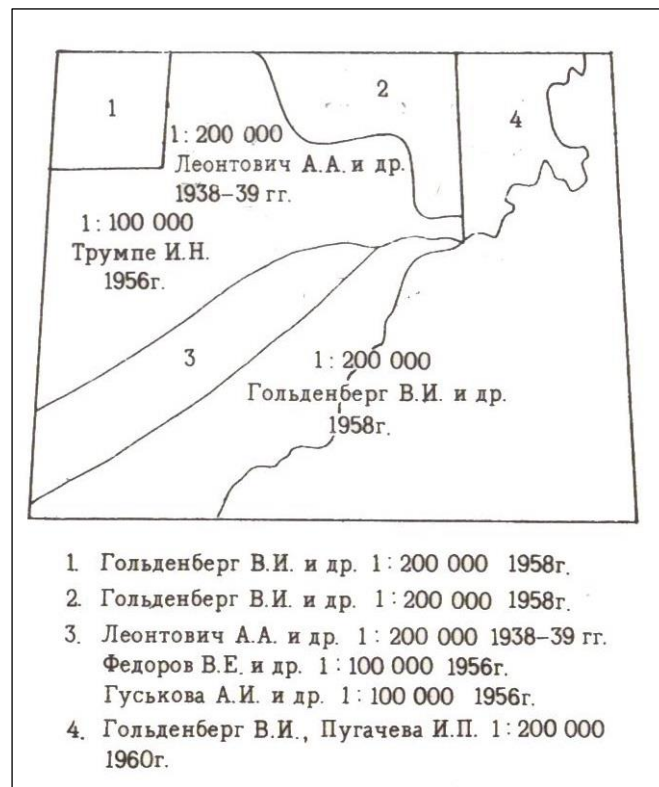 1
2
4
1:200 000
Леонтович А.А. и др.
1938–39 гг.
1:100 000
Трумпе И.Н.
1956г.
3
1:200 000
Гольденберг В.И. и др.
1958г.
1. Гольденберг В.И. и др. 1:200 000 1958г.
2. Гольденберг В.И. и др. 1:200 000 1958г.
3. Леонтович А.А. и др. 1:200 000 1938–39 гг.
Федоров В.Е. и др. 1:100 000 1956г.
Гуськова А.И. и др. 1:100 000 1956г.
4. Гольденберг В.И., Пугачева И.П. 1:200 000
1960г.